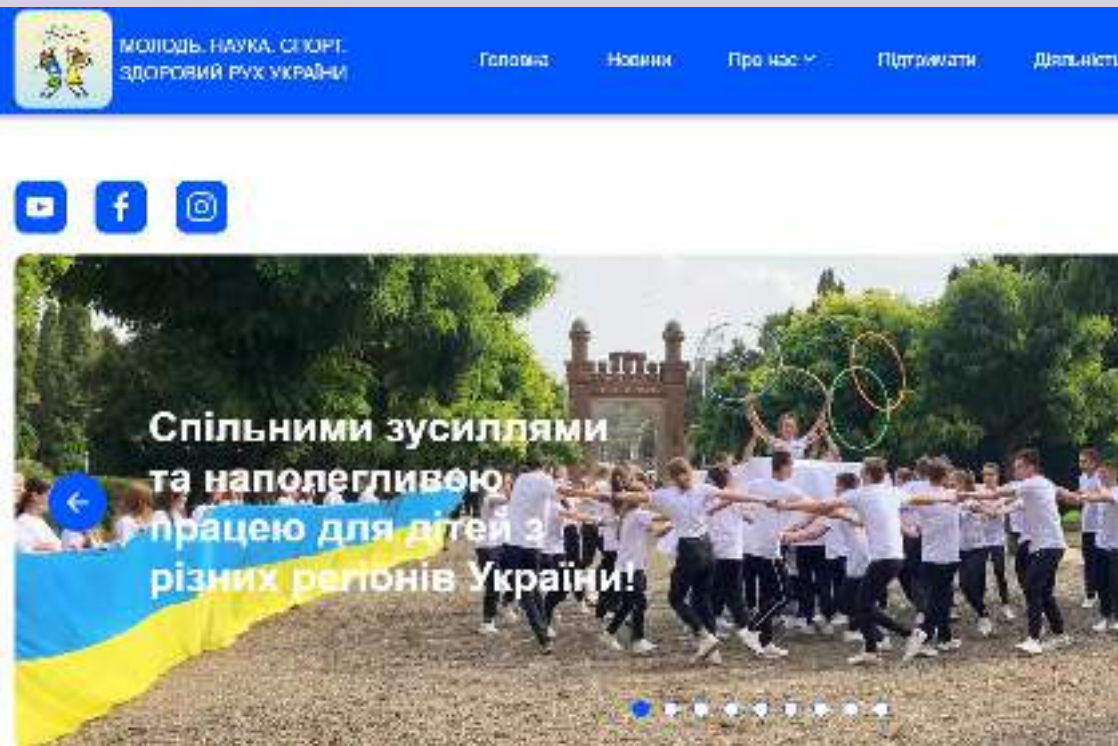 МОЛОДЬ. НАУКА. СПОРТ.
ЗДОРОВИЙ РУХ УКРАЇНИ
Головна Новини Про нас Підтримати Діяльність
Спільними зусиллями
та наполегливою
працею для дітей з
різних регіонів України!